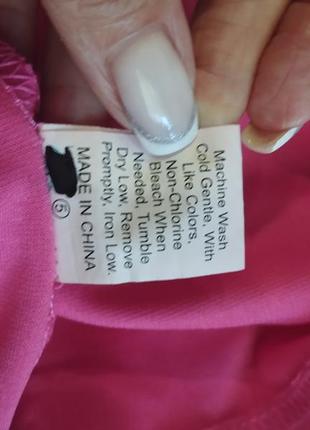 Machine Wash
Cold Gentle, With
Like Colors,
Non-Chlorine
Bleach When
Needed, Tumble
Dry Low, Remove
Promptly, Iron Low.
MADE IN CHINA
⑤